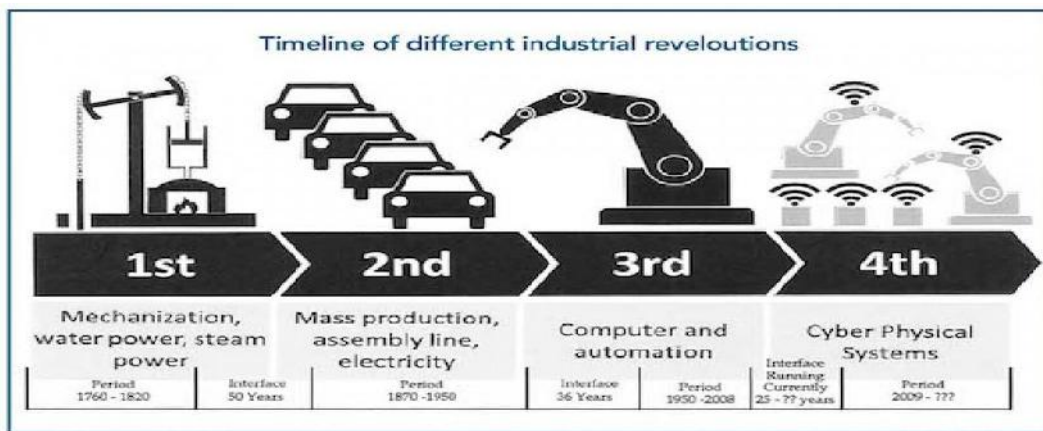 Timeline of different industrial reveloutions
1st
2nd
3rd
4th
Mechanization,
water power, steam
power
Mass production,
assembly line,
electricity
Computer and
automation
Cyber Physical
Systems
Period
1760 - 1820
Interface
50 Years
Period
1870 -1950
Interface
36 Years
Period
1950 -2008
Interface
Running
Currently
25 - ?? years
Period
2009 - ???